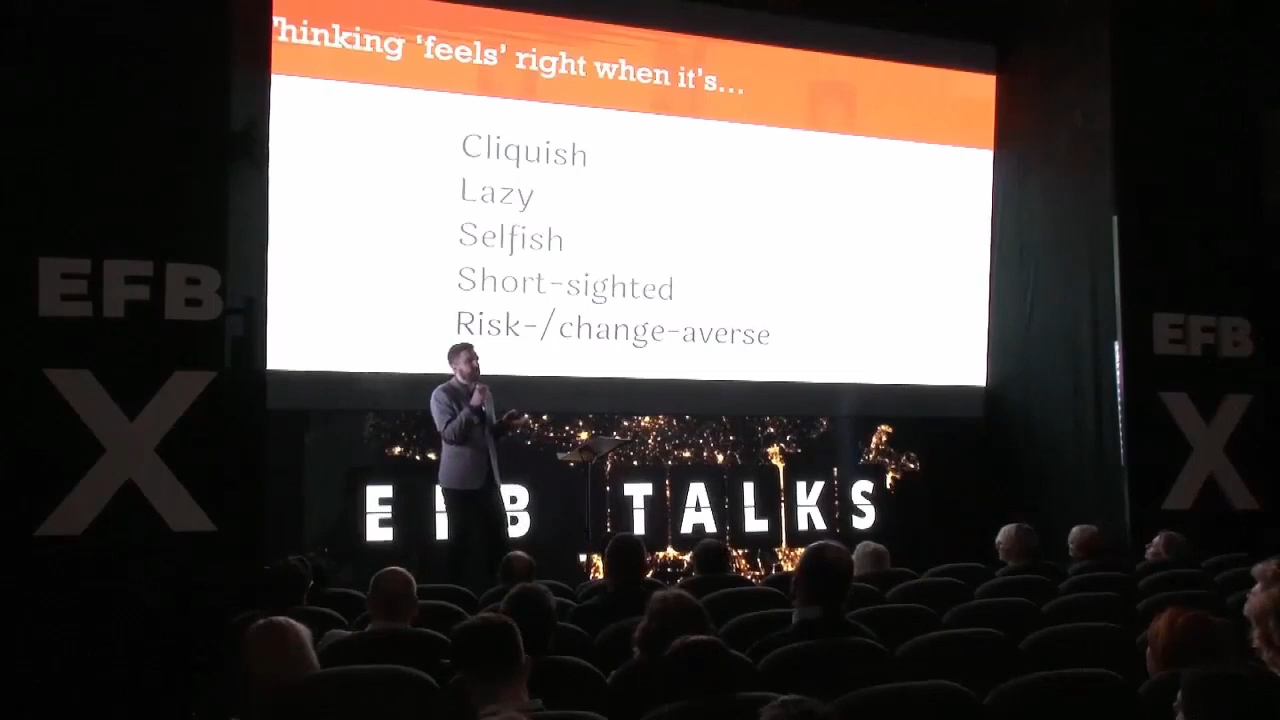 Thinking ‘feels’ right when it's...
Cliquish
Lazy
Selfish
Short-sighted
Risk-/change-averse
EFB
X
EFB TALKS
EFB
X